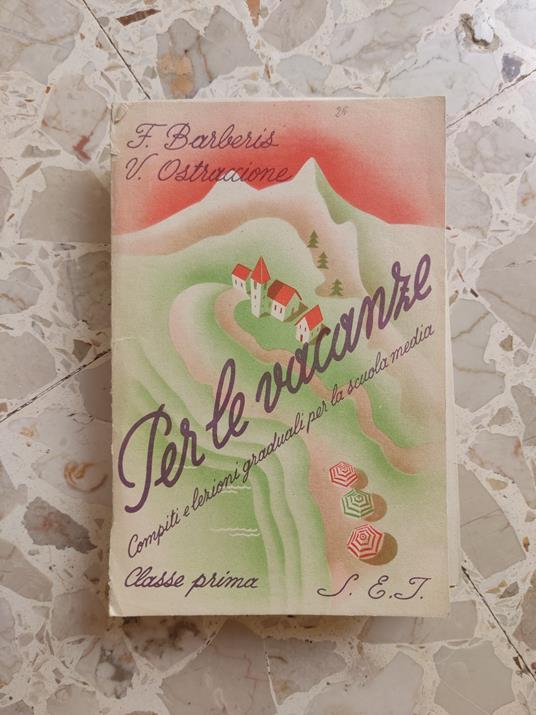 F. Barberis
V. Ostraccione
Per le vacanze
Compiti e lezioni graduali per la scuola media
Classe prima
S. E. I.